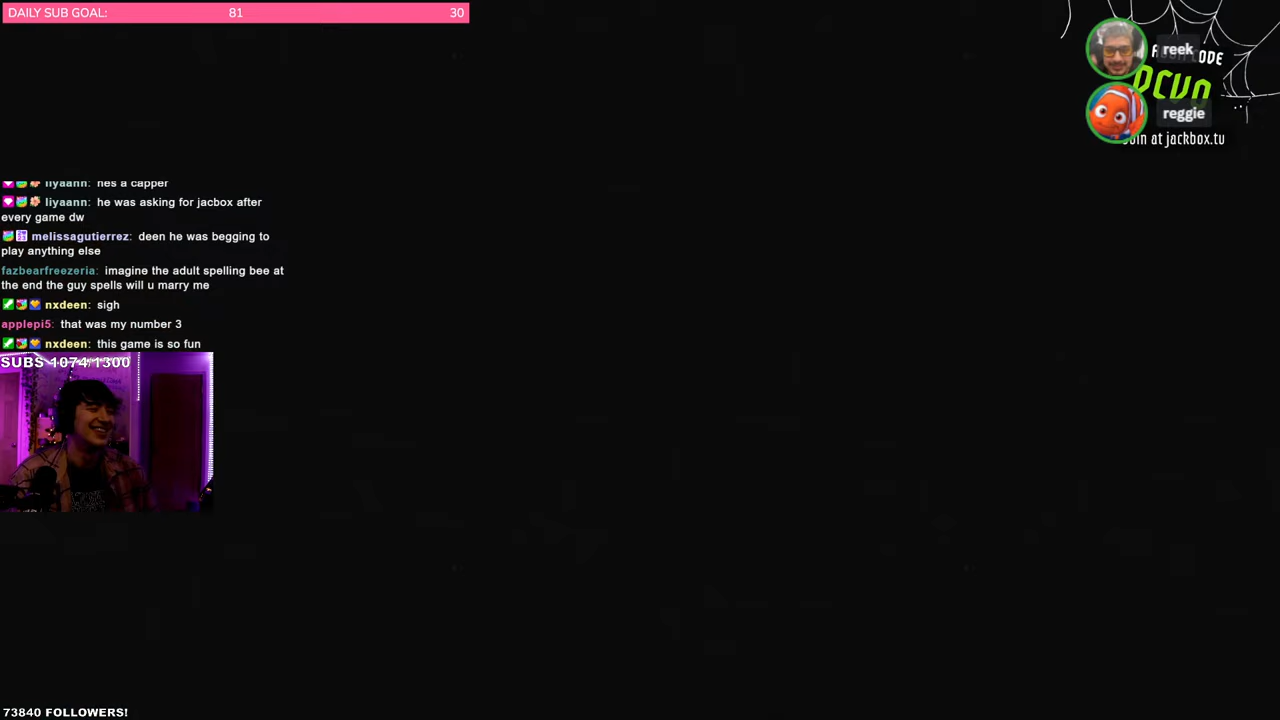 DAILY SUB GOAL: 81 30
reek
CODE
reggie
Join at jackbox.tv
liyaann: hes a capper
liyaann: he was asking for jacbox after
every game dw
melissagutierrez: deen he was begging to
play anything else
fazbearfreezeria: imagine the adult spelling bee at
the end the guy spells will u marry me
nxdeen: sigh
applepi5: that was my number 3
nxdeen: this game is so fun
SUBS 1074/1300
73840 FOLLOWERS!